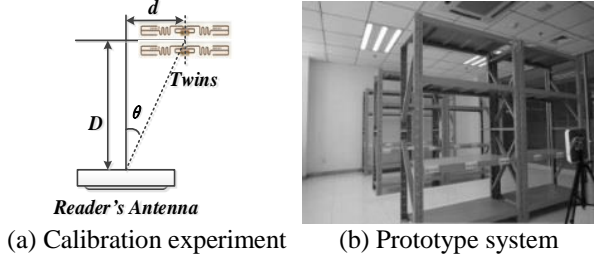 d
Twins
D
θ
Reader's Antenna
(a) Calibration experiment
(b) Prototype system